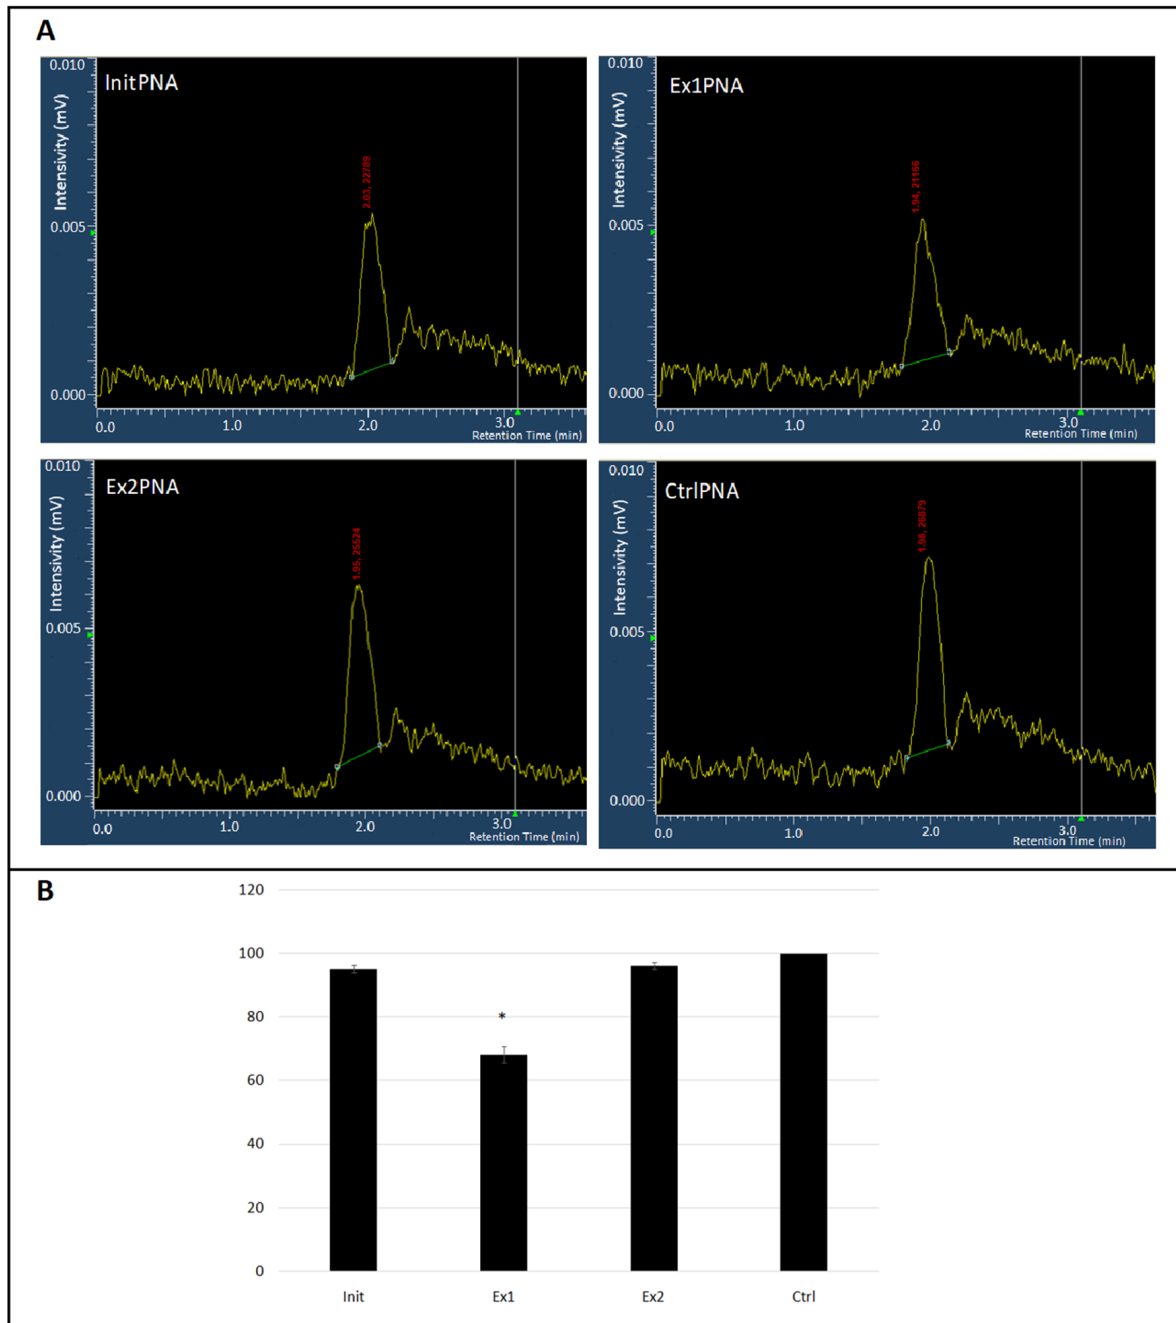 A
InitPNA
Intensivity (mV)
0.010
0.005
0.000
2.03, 22789
0.0 1.0 2.0 3.0
Retention Time (min)
Ex1PNA
Intensivity (mV)
0.010
0.005
0.000
1.94, 21166
0.0 1.0 2.0 3.0
Retention Time (min)
Ex2PNA
Intensivity (mV)
0.010
0.005
0.000
1.95, 25524
0.0 1.0 2.0 3.0
Retention Time (min)
CtrlPNA
Intensivity (mV)
0.010
0.005
0.000
1.98, 26879
0.0 1.0 2.0 3.0
Retention Time (min)
B
120
100
80
*
60
40
20
0
Init Ex1 Ex2 Ctrl